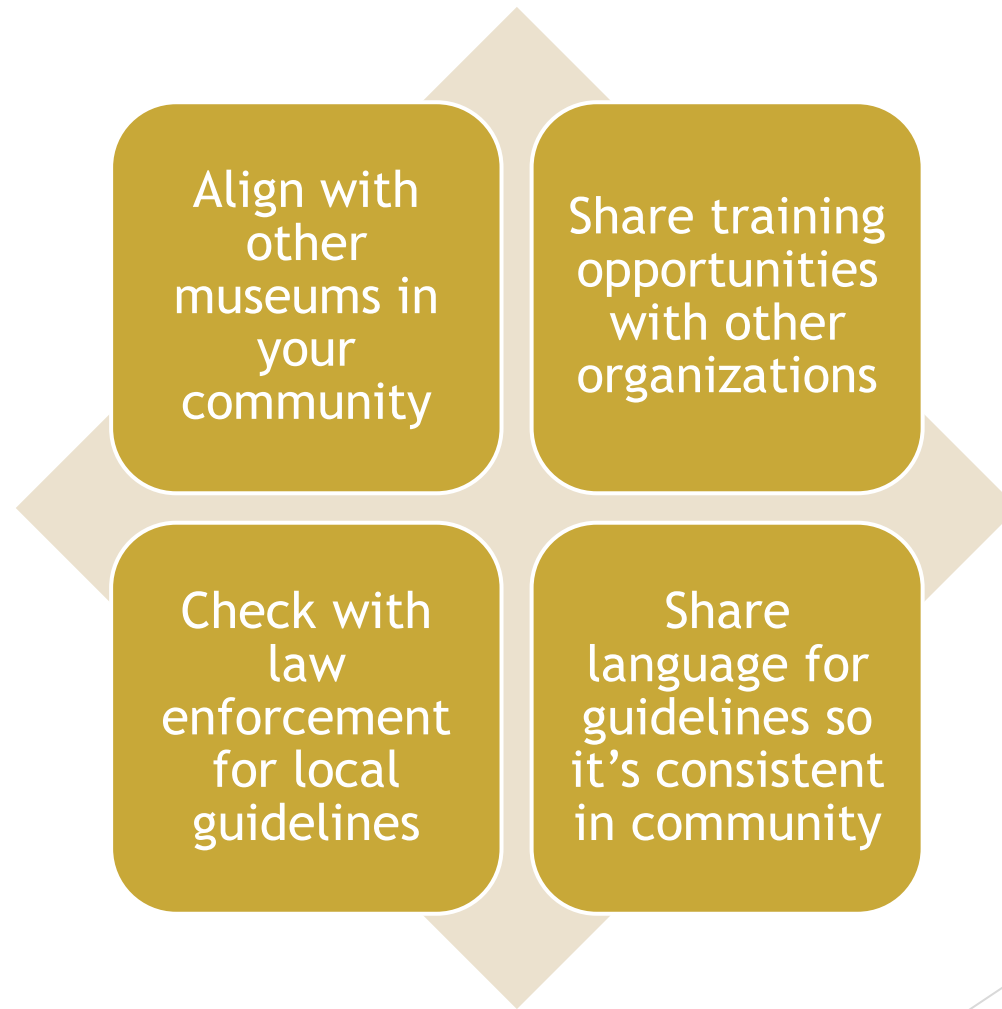 Align with
other
museums in
your
community
Share training
opportunities
with other
organizations
Check with
law
enforcement
for local
guidelines
Share
language for
guidelines so
it’s consistent
in community